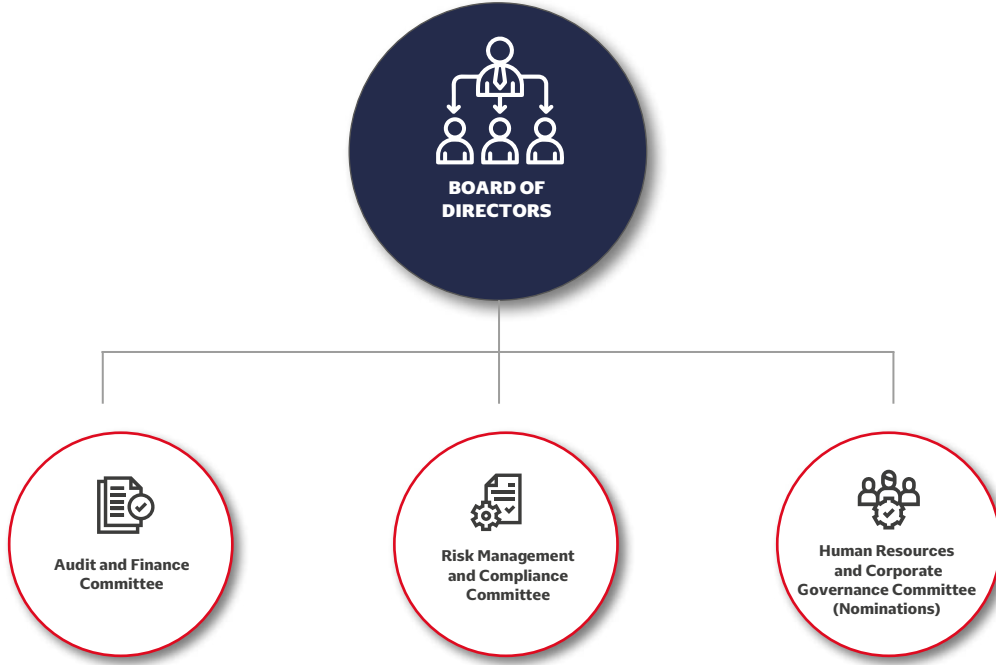 BOARD OF
DIRECTORS
Audit and Finance
Committee
Risk Management
and Compliance
Committee
Human Resources
and Corporate
Governance Committee
(Nominations)